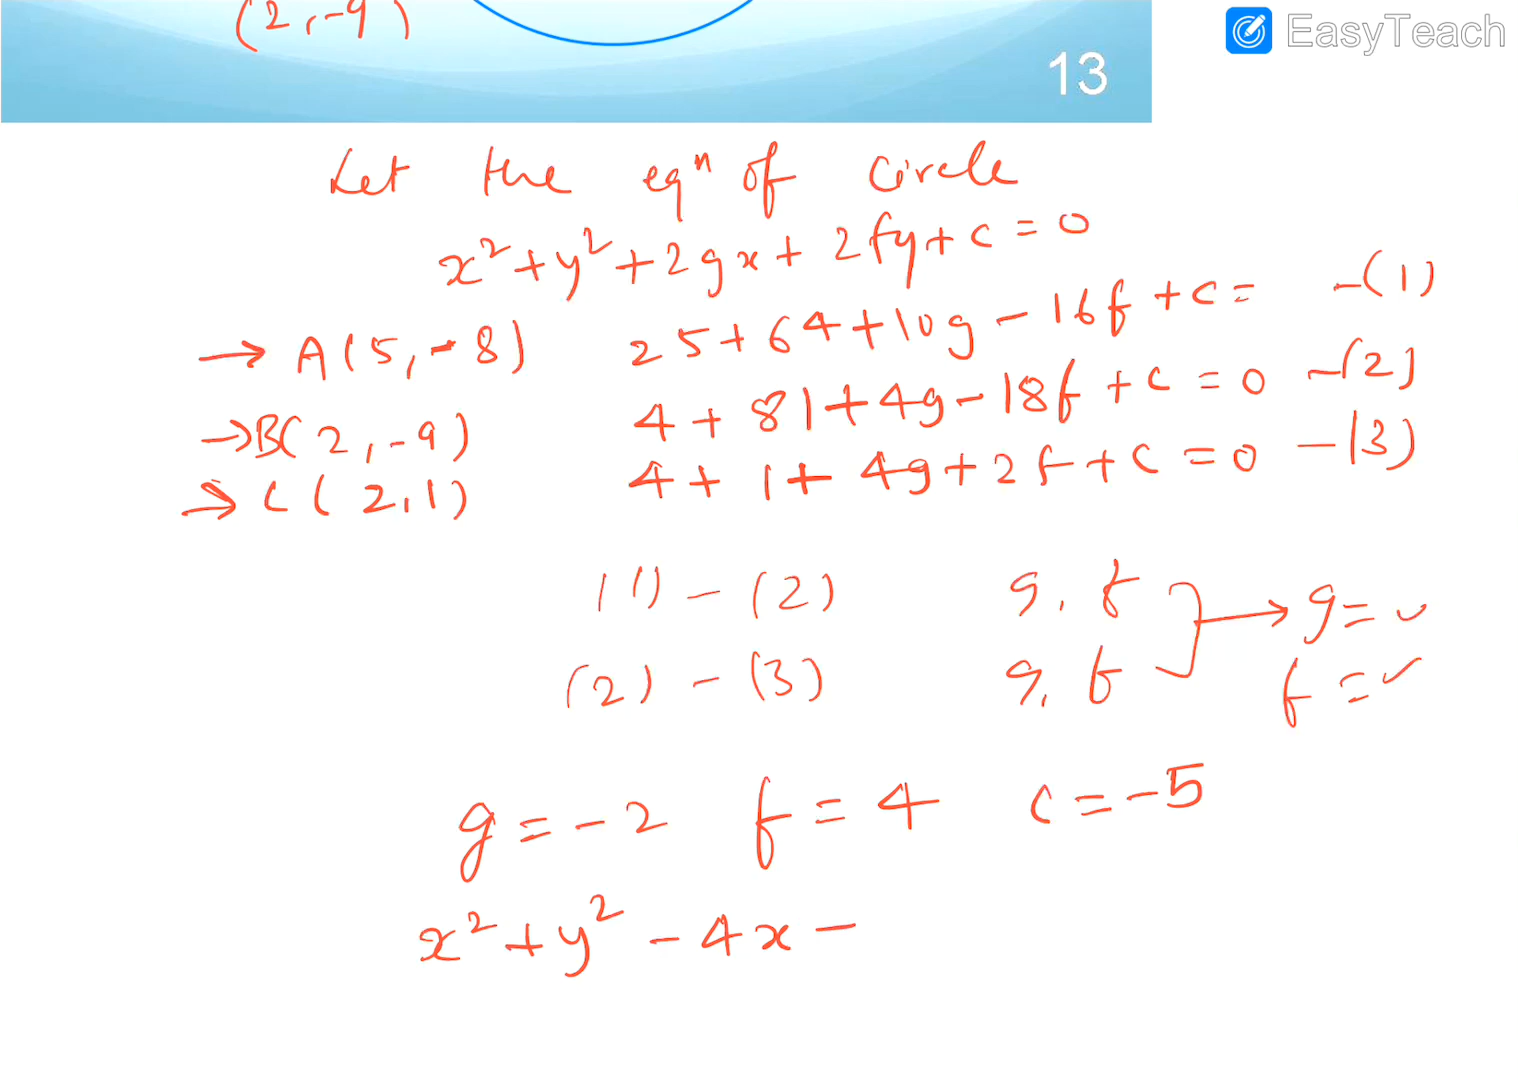 (2,-9)
EasyTeach
13
Let the eqⁿ of circle
x²+y²+2gx+2fy+c=0
→ A(5,-8) 25+64+10g-16f+c= -(1)
→B(2,-9) 4+81+4g-18f+c=0 -(2)
→ C(2,1) 4+1+4g+2f+c=0 -(3)
(1)-(2) g, f
(2)-(3) g, f → g=✓
f=✓
g=-2 f=4 c=-5
x²+y²-4x-